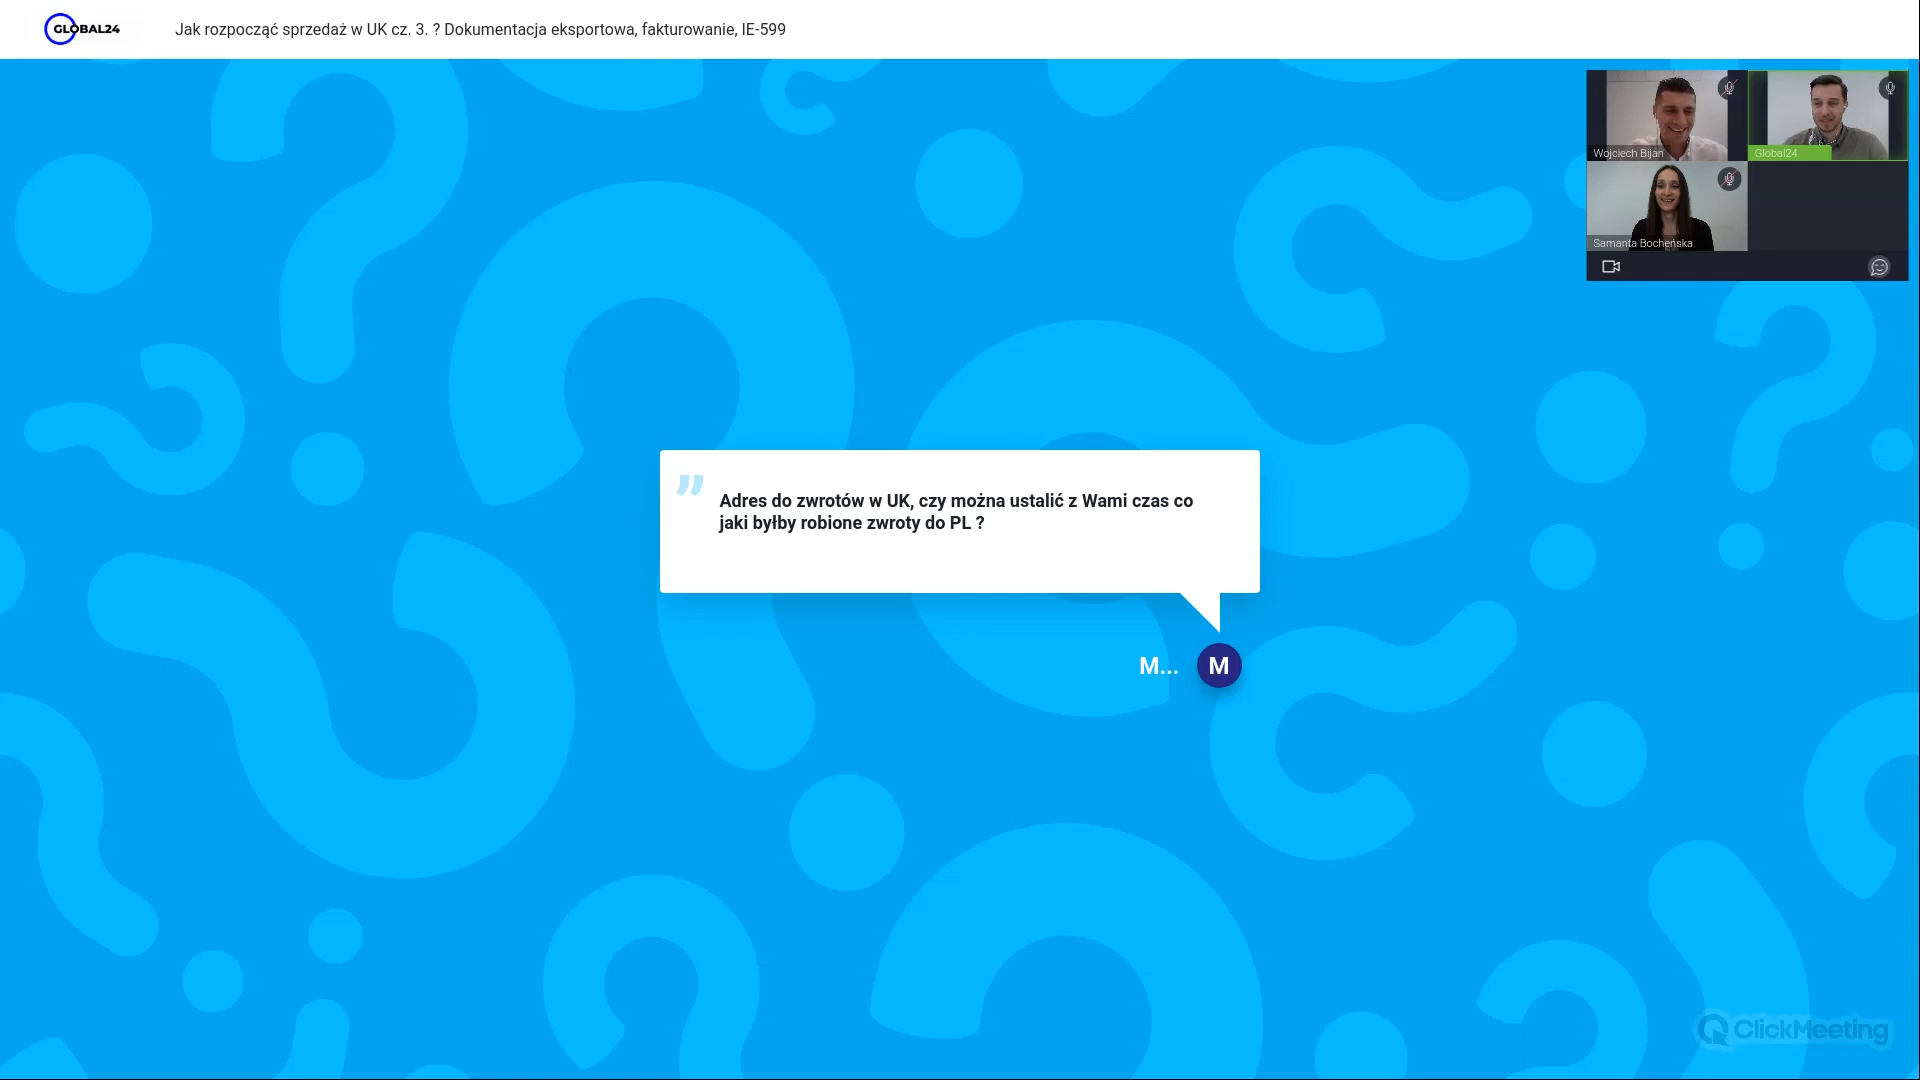 GLOBAL24
Jak rozpocząć sprzedaż w UK cz. 3. ? Dokumentacja eksportowa, fakturowanie, IE-599
Wojciech Bijan
Global24
Samanta Bocheńska
Adres do zwrotów w UK, czy można ustalić z Wami czas co
jaki byłby robione zwroty do PL ?
M...
M
ClickMeeting